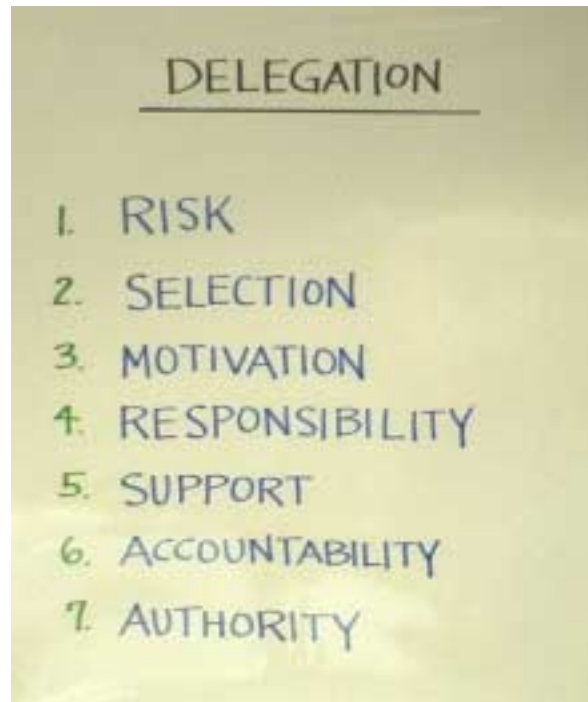 DELEGATION
1. RISK
2. SELECTION
3. MOTIVATION
4. RESPONSIBILITY
5. SUPPORT
6. ACCOUNTABILITY
7. AUTHORITY